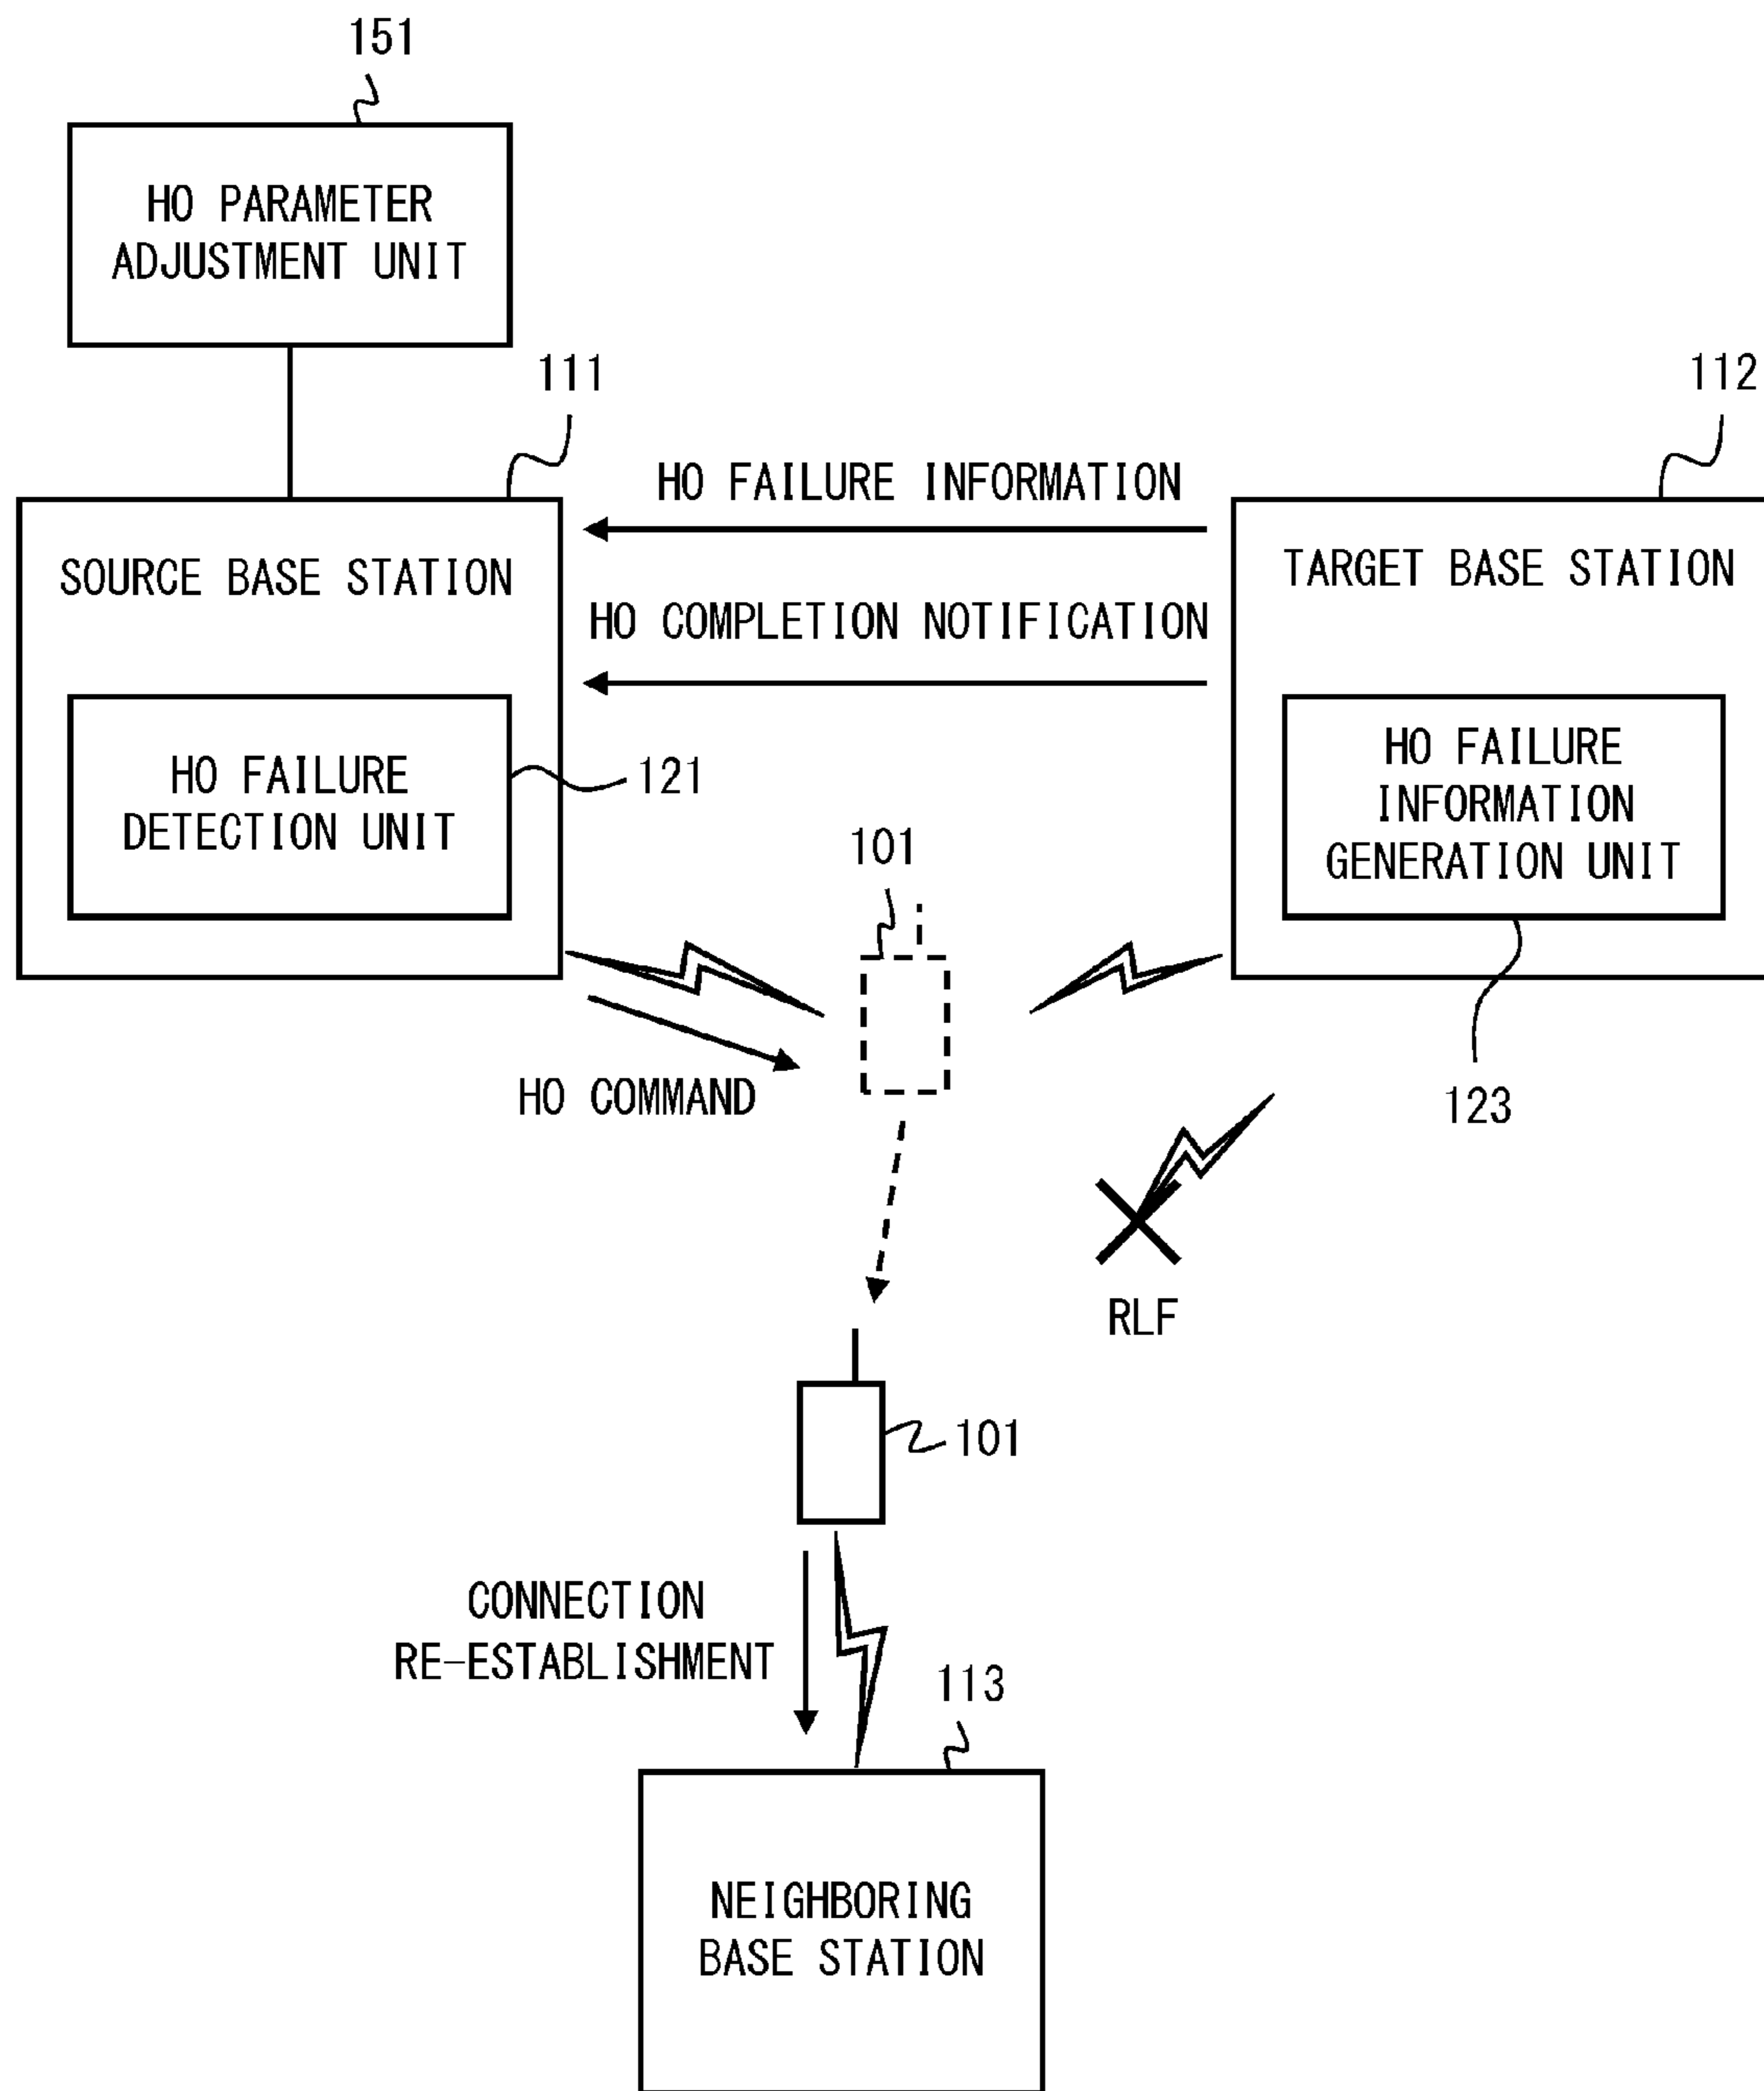 151
HO PARAMETER
ADJUSTMENT UNIT
111
112
HO FAILURE INFORMATION
SOURCE BASE STATION
TARGET BASE STATION
HO COMPLETION NOTIFICATION
HO FAILURE
DETECTION UNIT
121
HO FAILURE
INFORMATION
GENERATION UNIT
101
HO COMMAND
123
RLF
101
CONNECTION
RE-ESTABLISHMENT
113
NEIGHBORING
BASE STATION